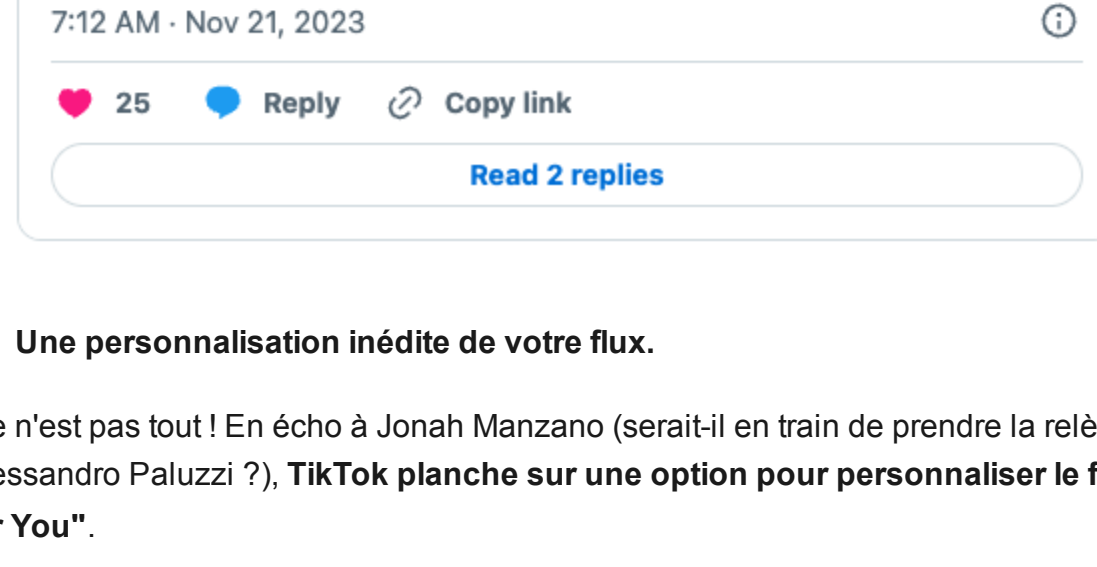 7:12 AM · Nov 21, 2023
25 Reply Copy link
Read 2 replies
Une personnalisation inédite de votre flux.
n'est pas tout ! En écho à Jonah Manzano (serait-il en train de prendre la
Paluzzi ?), TikTok planche sur une option pour personnaliser le
You".